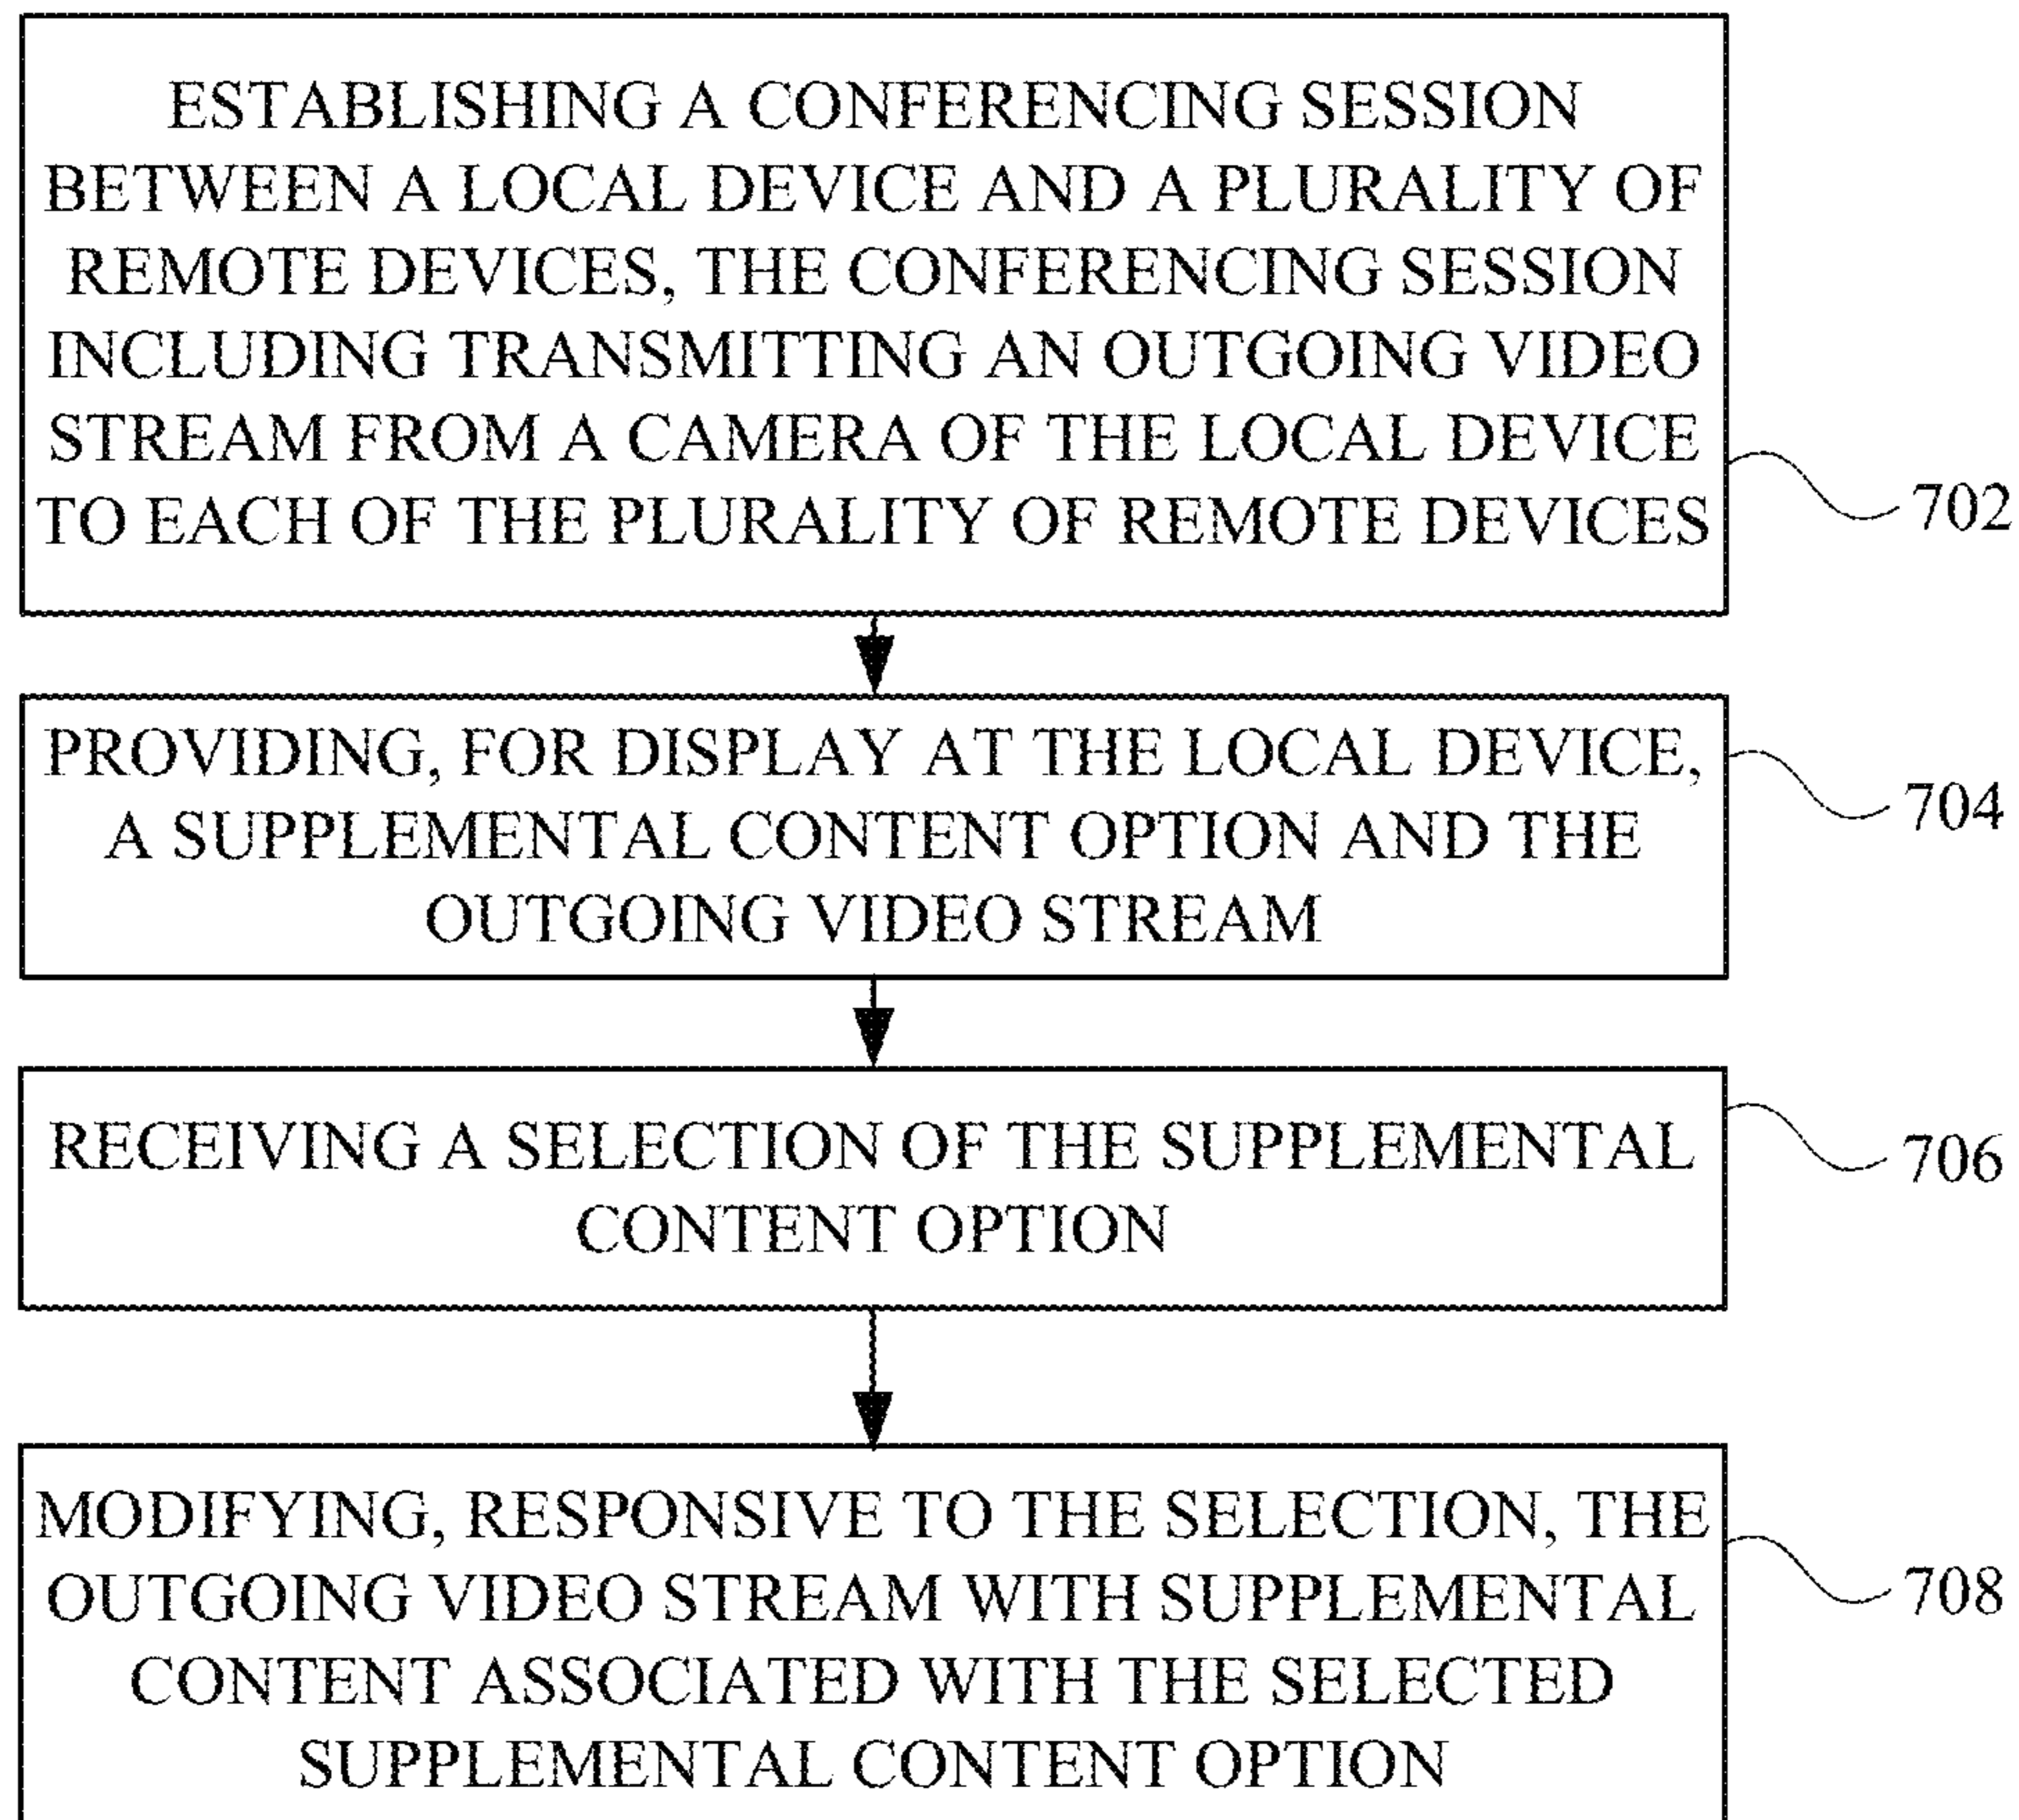 ESTABLISHING A CONFERENCING SESSION
BETWEEN A LOCAL DEVICE AND A PLURALITY OF
REMOTE DEVICES, THE CONFERENCING SESSION
INCLUDING TRANSMITTING AN OUTGOING VIDEO
STREAM FROM A CAMERA OF THE LOCAL DEVICE
TO EACH OF THE PLURALITY OF REMOTE DEVICES
702
PROVIDING, FOR DISPLAY AT THE LOCAL DEVICE,
A SUPPLEMENTAL CONTENT OPTION AND THE
OUTGOING VIDEO STREAM
704
RECEIVING A SELECTION OF THE SUPPLEMENTAL
CONTENT OPTION
706
MODIFYING, RESPONSIVE TO THE SELECTION, THE
OUTGOING VIDEO STREAM WITH SUPPLEMENTAL
CONTENT ASSOCIATED WITH THE SELECTED
SUPPLEMENTAL CONTENT OPTION
708